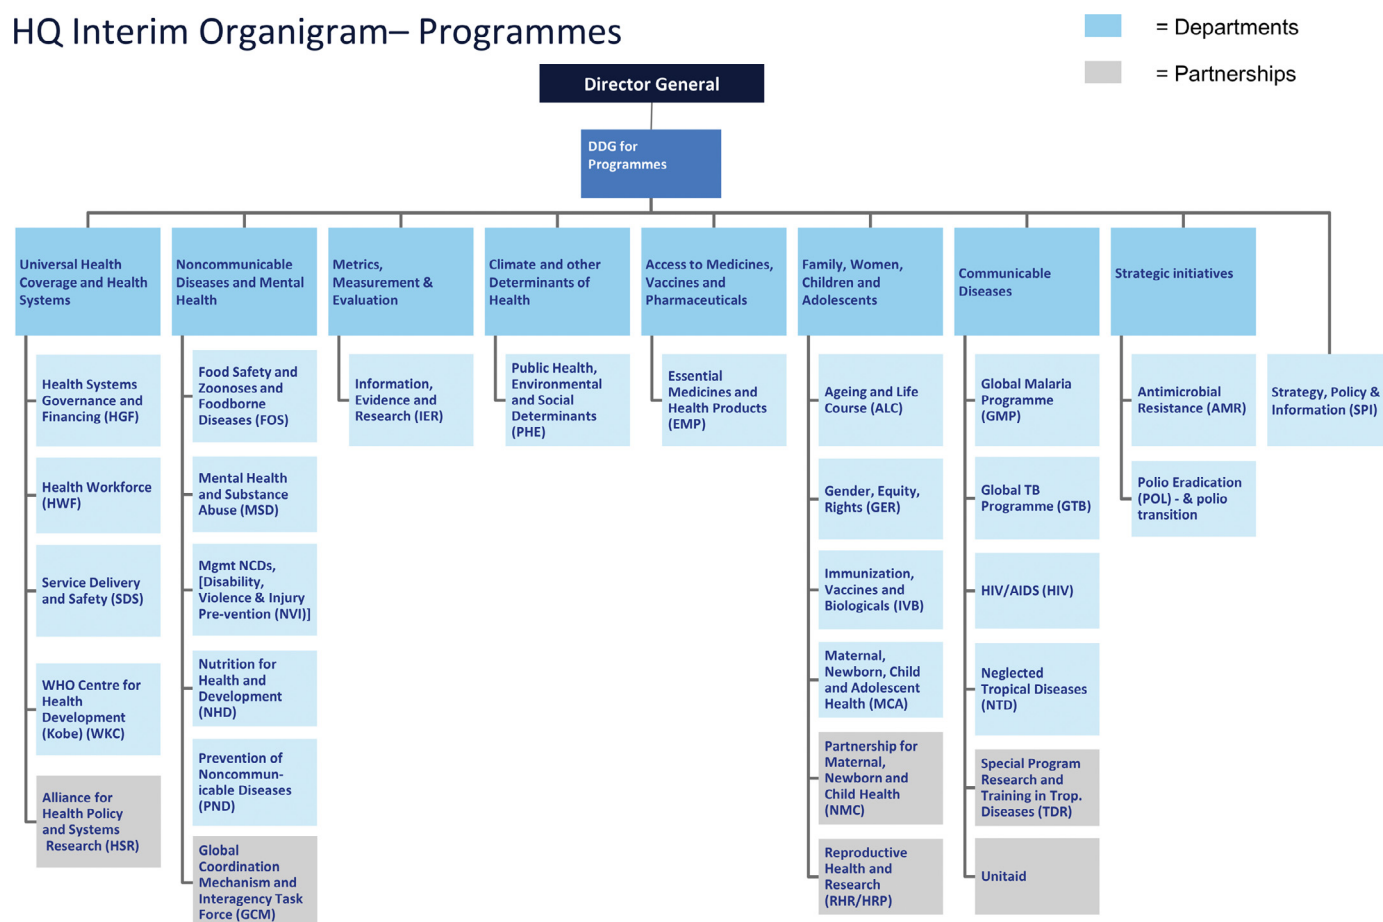 HQ Interim Organigram– Programmes
= Departments
= Partnerships
Director General
DDG for
Programmes
Universal Health
Coverage and Health
Systems
Noncommunicable
Diseases and Mental
Health
Metrics,
Measurement &
Evaluation
Climate and other
Determinants of
Health
Access to Medicines,
Vaccines and
Pharmaceuticals
Family, Women,
Children and
Adolescents
Communicable
Diseases
Strategic initiatives
Health Systems
Governance and
Financing (HGF)
Health Workforce
(HWF)
Service Delivery
and Safety (SDS)
WHO Centre for
Health
Development
(Kobe) (WKC)
Alliance for
Health Policy
and Systems
Research (HSR)
Food Safety and
Zoonoses and
Foodborne
Diseases (FOS)
Mental Health
and Substance
Abuse (MSD)
Mgmt NCDs,
[Disability,
Violence & Injury
Pre-vention (NVI)]
Nutrition for
Health and
Development
(NHD)
Prevention of
Noncommun-
icable Diseases
(PND)
Global
Coordination
Mechanism and
Interagency Task
Force (GCM)
Information,
Evidence and
Research (IER)
Public Health,
Environmental
and Social
Determinants
(PHE)
Essential
Medicines and
Health Products
(EMP)
Ageing and Life
Course (ALC)
Gender, Equity,
Rights (GER)
Immunization,
Vaccines and
Biologicals (IVB)
Maternal,
Newborn, Child
and Adolescent
Health (MCA)
Partnership for
Maternal,
Newborn and
Child Health
(NMC)
Reproductive
Health and
Research
(RHR/HRP)
Global Malaria
Programme
(GMP)
Global TB
Programme (GTB)
HIV/AIDS (HIV)
Neglected
Tropical Diseases
(NTD)
Special Program
Research and
Training in Trop.
Diseases (TDR)
Unitaid
Antimicrobial
Resistance (AMR)
Polio Eradication
(POL) - & polio
transition
Strategy, Policy &
Information (SPI)